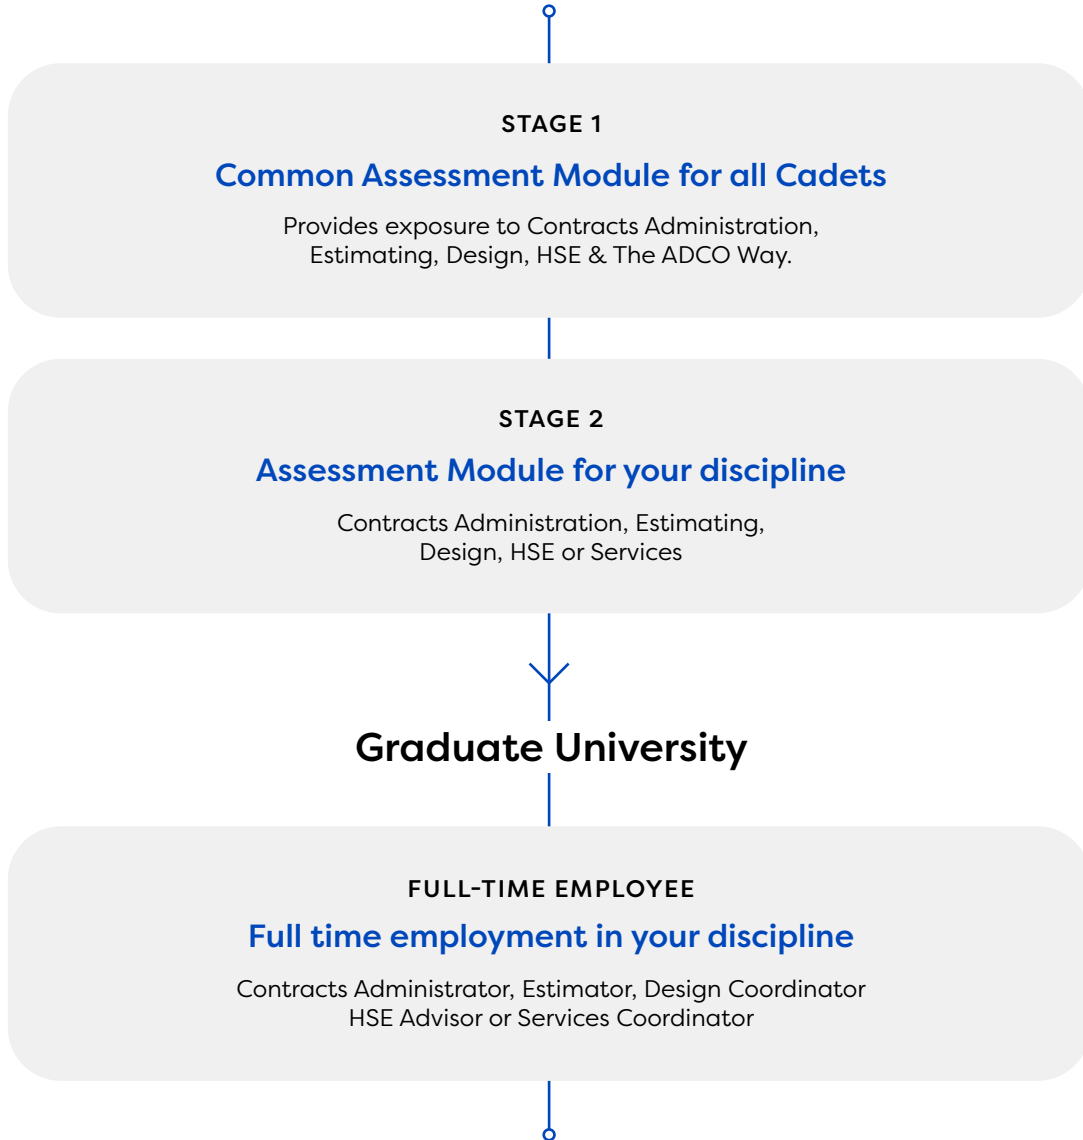 STAGE 1
Common Assessment Module for all Cadets
Provides exposure to Contracts Administration,
Estimating, Design, HSE & The ADCO Way.
STAGE 2
Assessment Module for your discipline
Contracts Administration, Estimating,
Design, HSE or Services
Graduate University
FULL-TIME EMPLOYEE
Full time employment in your discipline
Contracts Administrator, Estimator, Design Coordinator
HSE Advisor or Services Coordinator